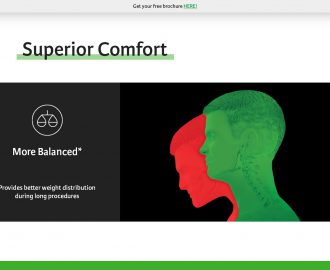 Get your free brochure HERE!
Superior Comfort
More Balanced*
Provides better weight distribution
during long procedures